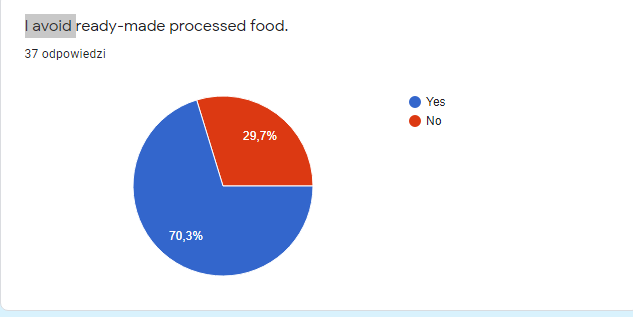 I avoid ready-made processed food.
37 odpowiedzi
Yes
No
29,7%
70,3%